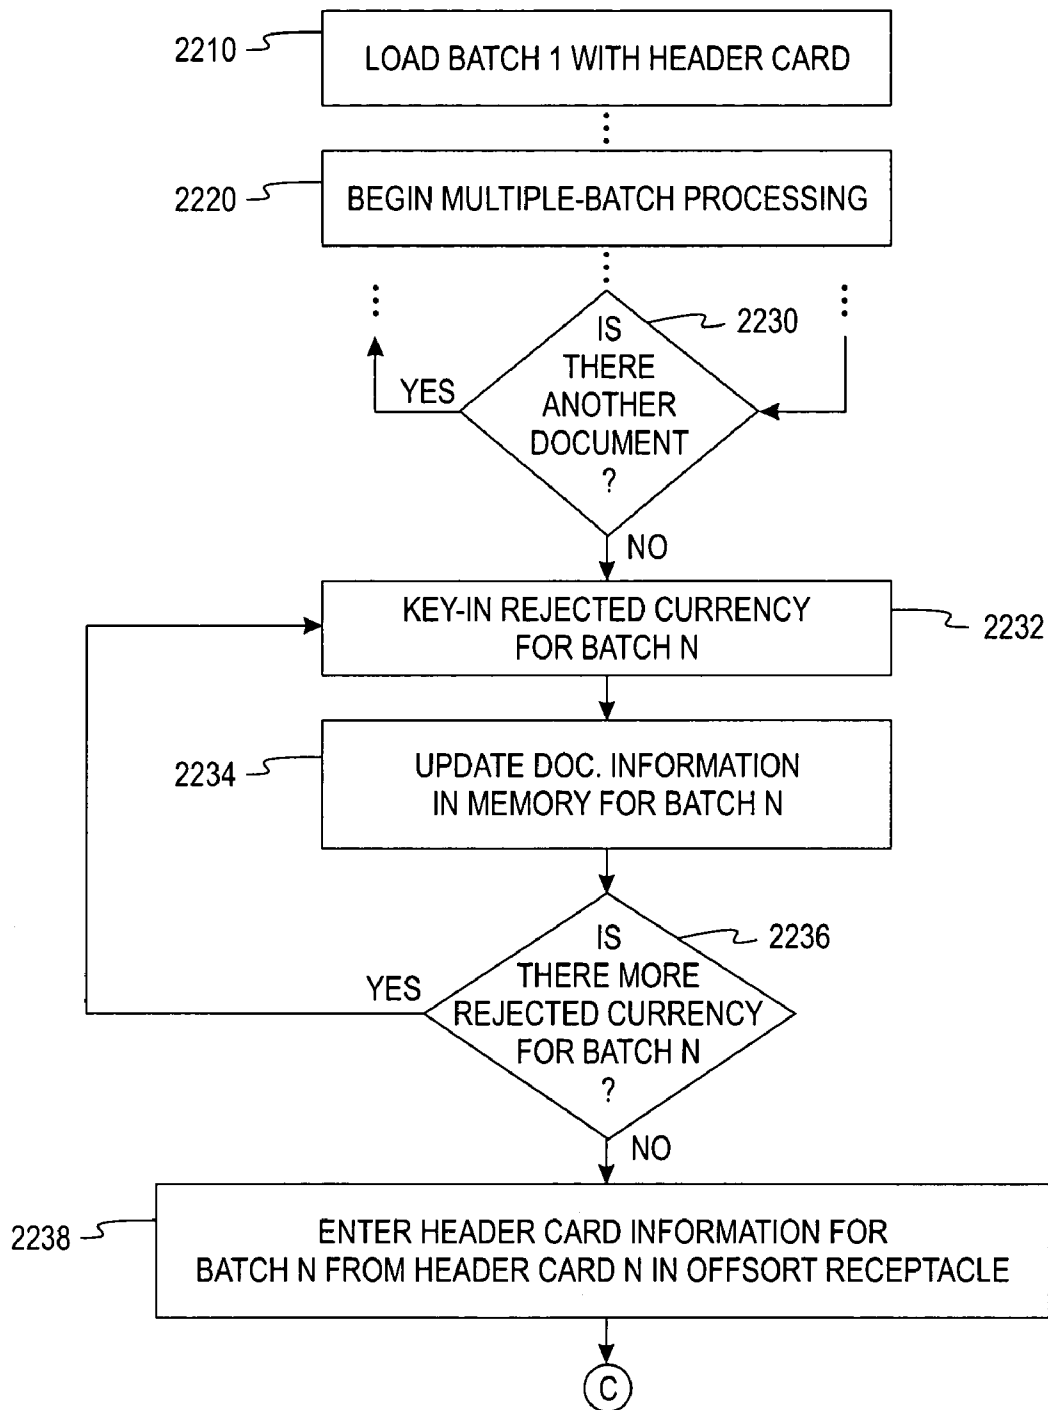 2210
LOAD BATCH 1 WITH HEADER CARD
2220
BEGIN MULTIPLE-BATCH PROCESSING
2230
IS
THERE
ANOTHER
DOCUMENT
?
YES
NO
KEY-IN REJECTED CURRENCY
FOR BATCH N
2232
2234
UPDATE DOC. INFORMATION
IN MEMORY FOR BATCH N
2236
IS
THERE MORE
REJECTED CURRENCY
FOR BATCH N
?
YES
NO
2238
ENTER HEADER CARD INFORMATION FOR
BATCH N FROM HEADER CARD N IN OFFSORT RECEPTACLE
C